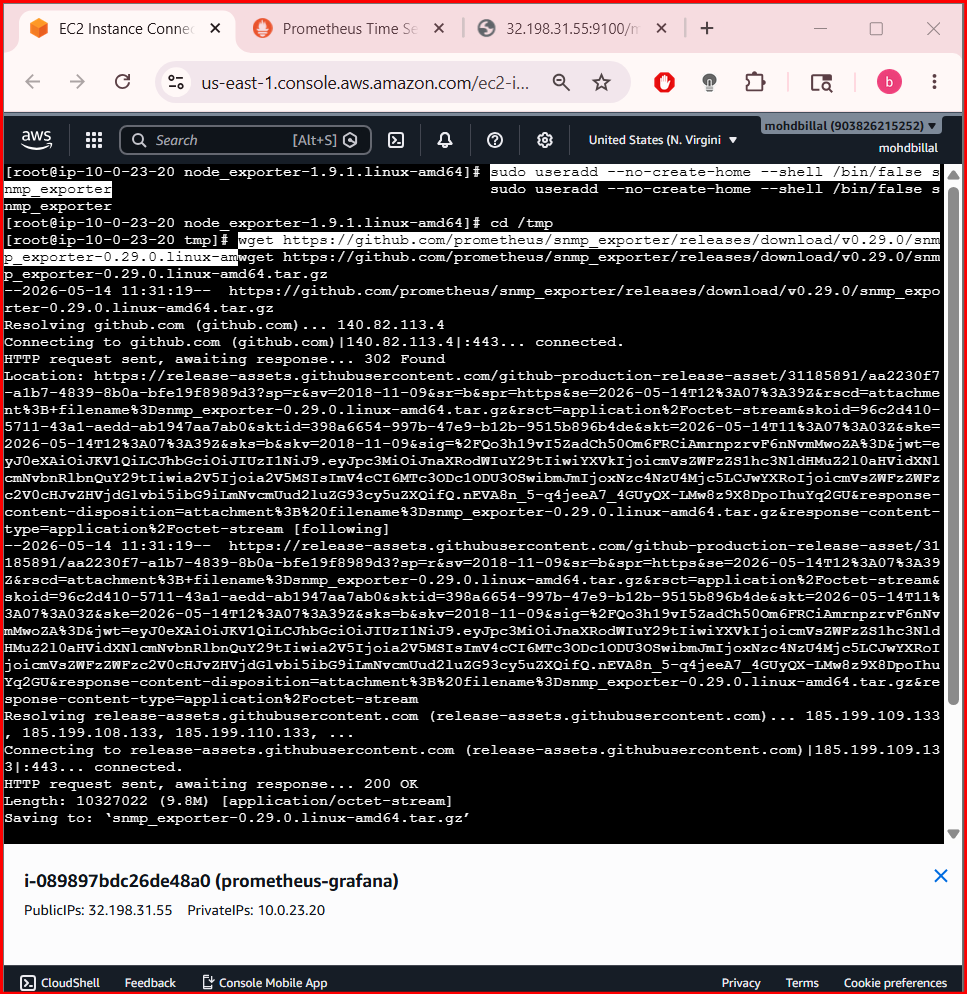 EC2 Instance Connec
Prometheus Time Se
32.198.31.55:9100/m
us-east-1.console.aws.amazon.com/ec2-i...
b
aws
Search
[Alt+S]
United States (N. Virgini
mohdbillal (903826215252)
mohdbillal
[root@ip-10-0-23-20 node_exporter-1.9.1.linux-amd64]# sudo useradd --no-create-home --shell /bin/false s
nmp_exporter sudo useradd --no-create-home --shell /bin/false s
nmp_exporter
[root@ip-10-0-23-20 node_exporter-1.9.1.linux-amd64]# cd /tmp
[root@ip-10-0-23-20 tmp]# wget https://github.com/prometheus/snmp_exporter/releases/download/v0.29.0/snm
p_exporter-0.29.0.linux-amwget https://github.com/prometheus/snmp_exporter/releases/download/v0.29.0/snm
p_exporter-0.29.0.linux-amd64.tar.gz
--2026-05-14 11:31:19-- https://github.com/prometheus/snmp_exporter/releases/download/v0.29.0/snmp_expo
rter-0.29.0.linux-amd64.tar.gz
Resolving github.com (github.com)... 140.82.113.4
Connecting to github.com (github.com)|140.82.113.4|:443... connected.
HTTP request sent, awaiting response... 302 Found
Location: https://release-assets.githubusercontent.com/github-production-release-asset/31185891/aa2230f7
-a1b7-4839-8b0a-bfe19f8989d3?sp=r&sv=2018-11-09&sr=b&spr=https&se=2026-05-14T12%3A07%3A39Z&rscd=attachme
nt%3B+filename%3Dsnmp_exporter-0.29.0.linux-amd64.tar.gz&rsct=application%2Foctet-stream&skoid=96c2d410-
5711-43a1-aedd-ab1947aa7ab0&sktid=398a6654-997b-47e9-b12b-9515b896b4de&skt=2026-05-14T11%3A07%3A03Z&ske=
2026-05-14T12%3A07%3A39Z&sks=b&skv=2018-11-09&sig=%2FQo3h19vI5ZadCh50Om6FRCiAmrnpzrvF6nNvmMwoZA%3D&jwt=e
yJ0eXAiOiJKV1QiLCJhbGciOiJIUzI1NiJ9.eyJpc3MiOiJnaXRodWIuY29tIiwiYXVkIjoicmVsZWFzZS1hc3NldHMuZ2l0aHVidXNl
cmNvbnRlbnQuY29tIiwia2V5Ijoia2V5MSIsImV4cCI6MTc3ODc1ODU3OSwibmJmIjoxNzc4NzU4Mjc5LCJwYXRoIjoicmVsZWFzZWFz
c2V0cHJvZHVjdGlvbi5ibG9iLmNvcmUud2luZG93cy5uZXQifQ.nEVA8n_5-q4jeeA7_4GUyQX-LMw8z9X8DpoIhuYq2GU&response-
content-disposition=attachment%3B%20filename%3Dsnmp_exporter-0.29.0.linux-amd64.tar.gz&response-content-
type=application%2Foctet-stream [following]
--2026-05-14 11:31:19-- https://release-assets.githubusercontent.com/github-production-release-asset/31
185891/aa2230f7-a1b7-4839-8b0a-bfe19f8989d3?sp=r&sv=2018-11-09&sr=b&spr=https&se=2026-05-14T12%3A07%3A39
Z&rscd=attachment%3B+filename%3Dsnmp_exporter-0.29.0.linux-amd64.tar.gz&rsct=application%2Foctet-stream&
skoid=96c2d410-5711-43a1-aedd-ab1947aa7ab0&sktid=398a6654-997b-47e9-b12b-9515b896b4de&skt=2026-05-14T11%
3A07%3A03Z&ske=2026-05-14T12%3A07%3A39Z&sks=b&skv=2018-11-09&sig=%2FQo3h19vI5ZadCh50Om6FRCiAmrnpzrvF6nNv
mMwoZA%3D&jwt=eyJ0eXAiOiJKV1QiLCJhbGciOiJIUzI1NiJ9.eyJpc3MiOiJnaXRodWIuY29tIiwiYXVkIjoicmVsZWFzZS1hc3Nld
HMuZ2l0aHVidXNlcmNvbnRlbnQuY29tIiwia2V5Ijoia2V5MSIsImV4cCI6MTc3ODc1ODU3OSwibmJmIjoxNzc4NzU4Mjc5LCJwYXRoI
joicmVsZWFzZWFzc2V0cHJvZHVjdGlvbi5ibG9iLmNvcmUud2luZG93cy5uZXQifQ.nEVA8n_5-q4jeeA7_4GUyQX-LMw8z9X8DpoIhu
Yq2GU&response-content-disposition=attachment%3B%20filename%3Dsnmp_exporter-0.29.0.linux-amd64.tar.gz&re
sponse-content-type=application%2Foctet-stream
Resolving release-assets.githubusercontent.com (release-assets.githubusercontent.com)... 185.199.109.133
, 185.199.108.133, 185.199.110.133, ...
Connecting to release-assets.githubusercontent.com (release-assets.githubusercontent.com)|185.199.109.13
3|:443... connected.
HTTP request sent, awaiting response... 200 OK
Length: 10327022 (9.8M) [application/octet-stream]
Saving to: ‘snmp_exporter-0.29.0.linux-amd64.tar.gz’
i-089897bdc26de48a0 (prometheus-grafana)
PublicIPs: 32.198.31.55 PrivateIPs: 10.0.23.20
CloudShell Feedback Console Mobile App Privacy Terms Cookie preferences